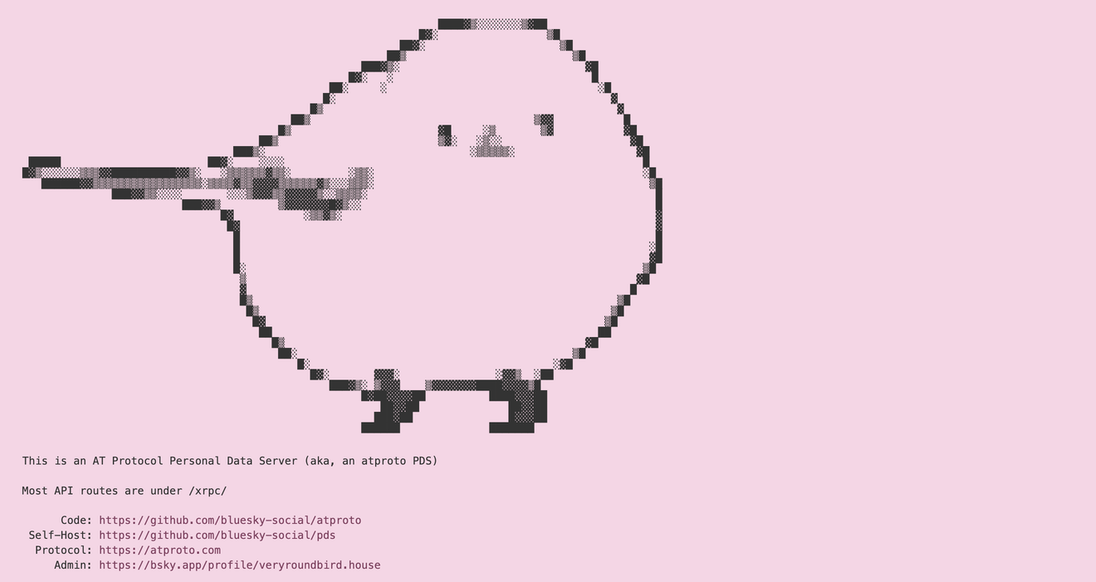 This is an AT Protocol Personal Data Server (aka, an atproto PDS)
Most API routes are under /xrpc/
Code: https://github.com/bluesky-social/atproto
Self-Host: https://github.com/bluesky-social/pds
Protocol: https://atproto.com
Admin: https://bsky.app/profile/veryroundbird.house